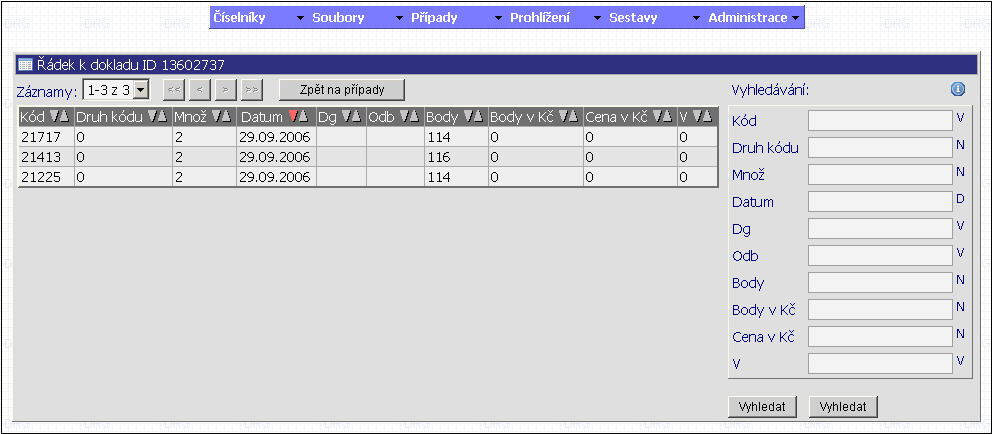 Číselníky Soubory Případy Prohlížení Sestavy Administrace
Řádek k dokladu ID 13602737
Záznamy: 1-3 z 3 << < > >> Zpět na případy
Kód Druh kódu Množ Datum Dg Odb Body Body v Kč Cena v Kč V
21717 0 2 29.09.2006 114 0 0 0
21413 0 2 29.09.2006 116 0 0 0
21225 0 2 29.09.2006 114 0 0 0
Vyhledávání: i
Kód V
Druh kódu N
Množ N
Datum D
Dg V
Odb V
Body N
Body v Kč N
Cena v Kč N
V V
Vyhledat Vyhledat